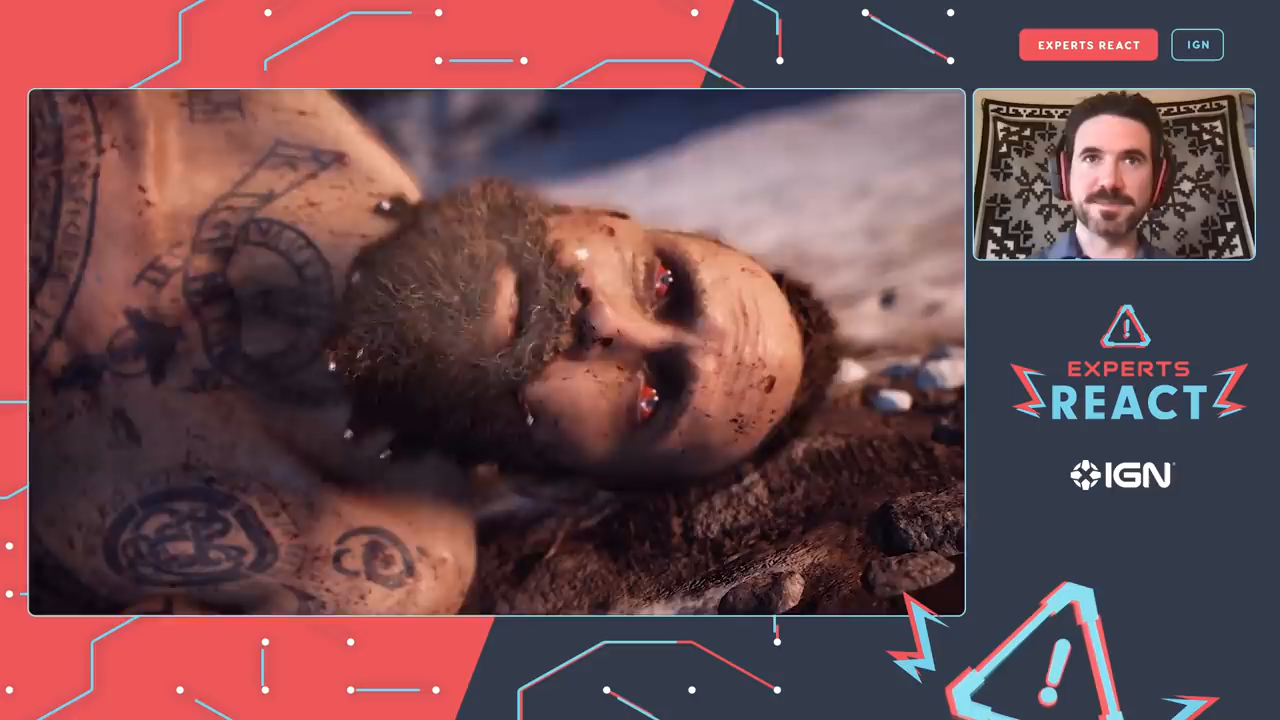 EXPERTS REACT
IGN
EXPERTS
REACT
IGN